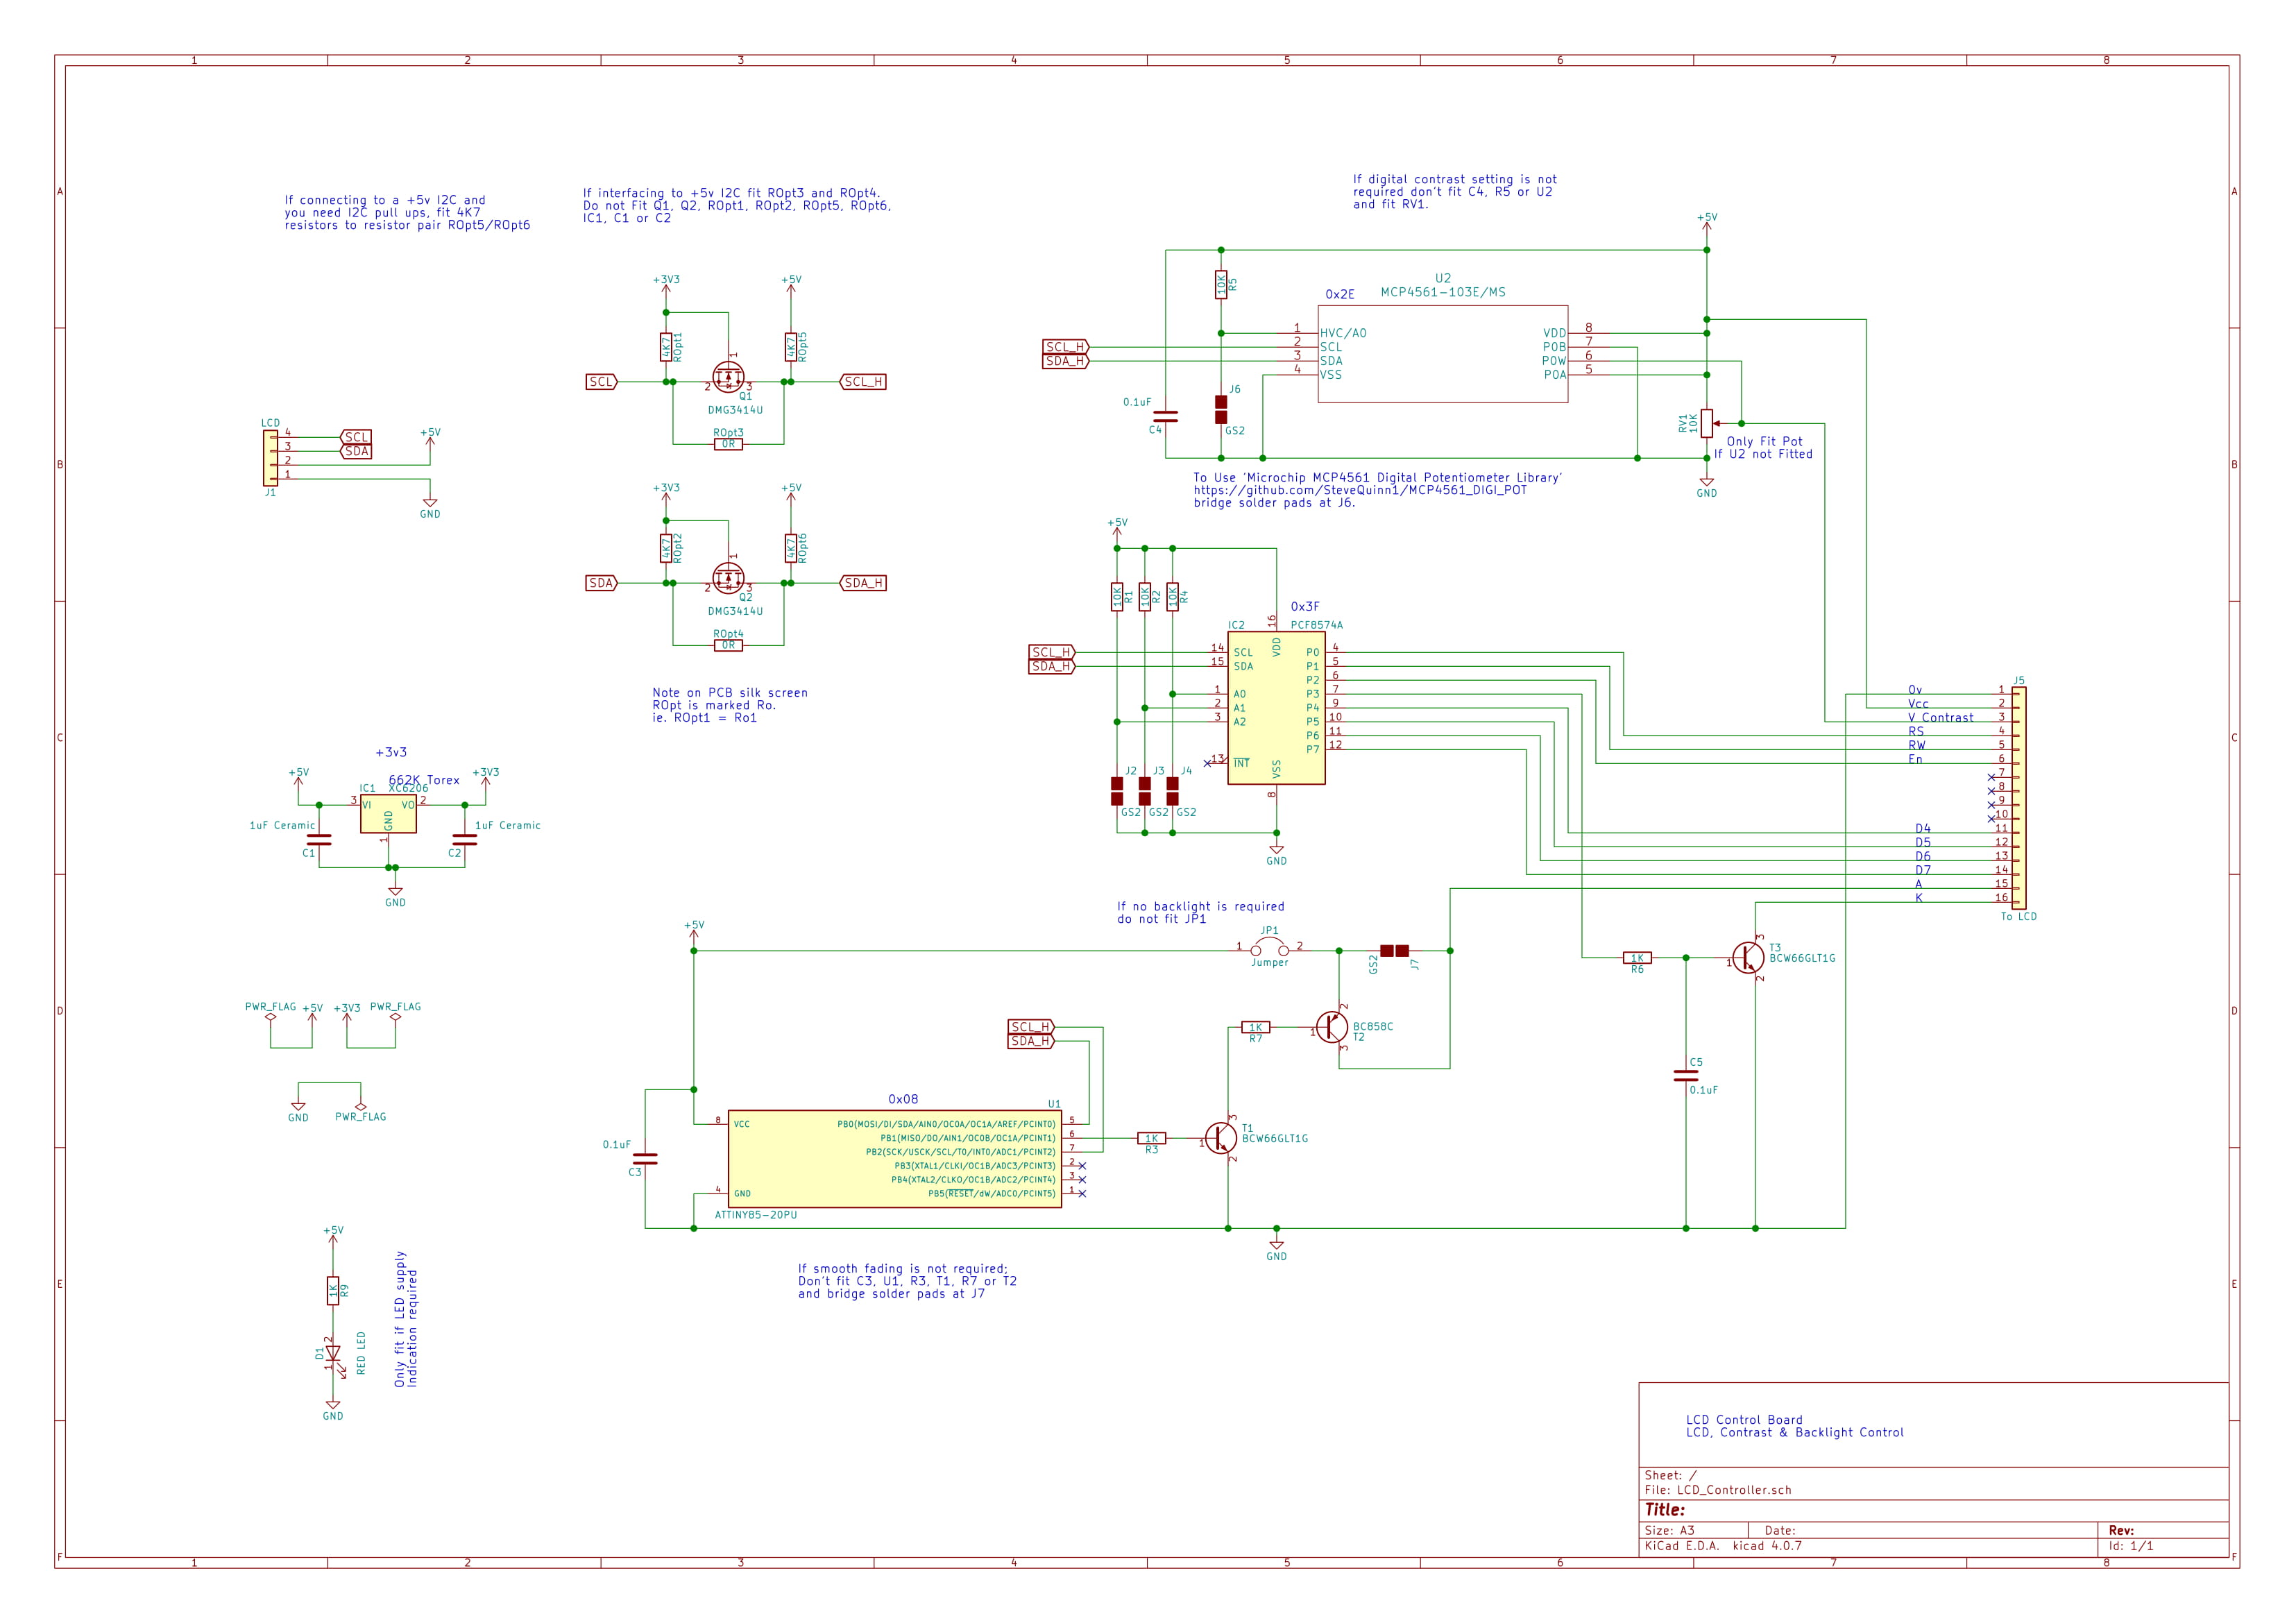 1 2 3 4 5 6 7 8
A
B
C
D
E
F
If connecting to a +5v I2C and
you need I2C pull ups, fit 4K7
resistors to resistor pair ROpt5/ROpt6
If interfacing to +5v I2C fit ROpt3 and ROpt4.
Do not Fit Q1, Q2, ROpt1, ROpt2, ROpt5, ROpt6,
IC1, C1 or C2
If digital contrast setting is not
required don't fit C4, R5 or U2
and fit RV1.
LCD
4 SCL
3 SDA
2 +5V
1 GND
J1
+3V3
+5V
4K7 ROpt1
4K7 ROpt5
SCL
SCL_H
1
2 3
Q1
DMG3414U
ROpt3
0R
+3V3
+5V
4K7 ROpt2
4K7 ROpt6
SDA
SDA_H
1
2 3
Q2
DMG3414U
ROpt4
0R
Note on PCB silk screen
ROpt is marked Ro.
ie. ROpt1 = Ro1
+5V
10K R5
0x2E
U2
MCP4561-103E/MS
SCL_H
SDA_H
1 HVC/A0
2 SCL
3 SDA
4 VSS
VDD 8
P0B 7
P0W 6
P0A 5
0.1uF
C4
J6
GS2
RV1
10K
Only Fit Pot
If U2 not Fitted
GND
To Use 'Microchip MCP4561 Digital Potentiometer Library'
https://github.com/SteveQuinn1/MCP4561_DIGI_POT
bridge solder pads at J6.
+5V
10K R1
10K R2
10K R4
0x3F
IC2
PCF8574A
16
VDD
SCL_H
SDA_H
14 SCL
15 SDA
1 A0
2 A1
3 A2
13 INT
P0 4
P1 5
P2 6
P3 7
P4 9
P5 10
P6 11
P7 12
VSS
8
J2 J3 J4
GS2 GS2 GS2
GND
J5
0v 1
Vcc 2
V Contrast 3
RS 4
RW 5
En 6
7
8
9
10
D4 11
D5 12
D6 13
D7 14
A 15
K 16
To LCD
+3v3
662K Torex
+5V
IC1 XC6206
+3V3
3 VI
VO 2
GND
1
1uF Ceramic
C1
1uF Ceramic
C2
GND
PWR_FLAG +5V +3V3 PWR_FLAG
GND
PWR_FLAG
If no backlight is required
do not fit JP1
+5V
JP1
1 2
Jumper
GS2
J7
SCL_H
SDA_H
1K
R7
1
2
3
BC858C
T2
1K
R6
1
3
2
T3
BCW66GLT1G
C5
0.1uF
0x08
U1
8 VCC
4 GND
PB0(MOSI/DI/SDA/AIN0/OC0A/OC1A/AREF/PCINT0) 5
PB1(MISO/DO/AIN1/OC0B/OC1A/PCINT1) 6
PB2(SCK/USCK/SCL/T0/INT0/ADC1/PCINT2) 7
PB3(XTAL1/CLKI/OC1B/ADC3/PCINT3) 2
PB4(XTAL2/CLKO/OC1B/ADC2/PCINT4) 3
PB5(RESET/dW/ADC0/PCINT5) 1
ATTINY85-20PU
0.1uF
C3
1K
R3
1
3
2
T1
BCW66GLT1G
GND
If smooth fading is not required;
Don't fit C3, U1, R3, T1, R7 or T2
and bridge solder pads at J7
+5V
1K R9
2
D1
1
RED LED
GND
Only fit if LED supply
Indication required
LCD Control Board
LCD, Contrast & Backlight Control
Sheet: /
File: LCD_Controller.sch
Title:
Size: A3 Date: Rev:
KiCad E.D.A. kicad 4.0.7 Id: 1/1
A
B
C
D
E
F
1 2 3 4 5 6 7 8